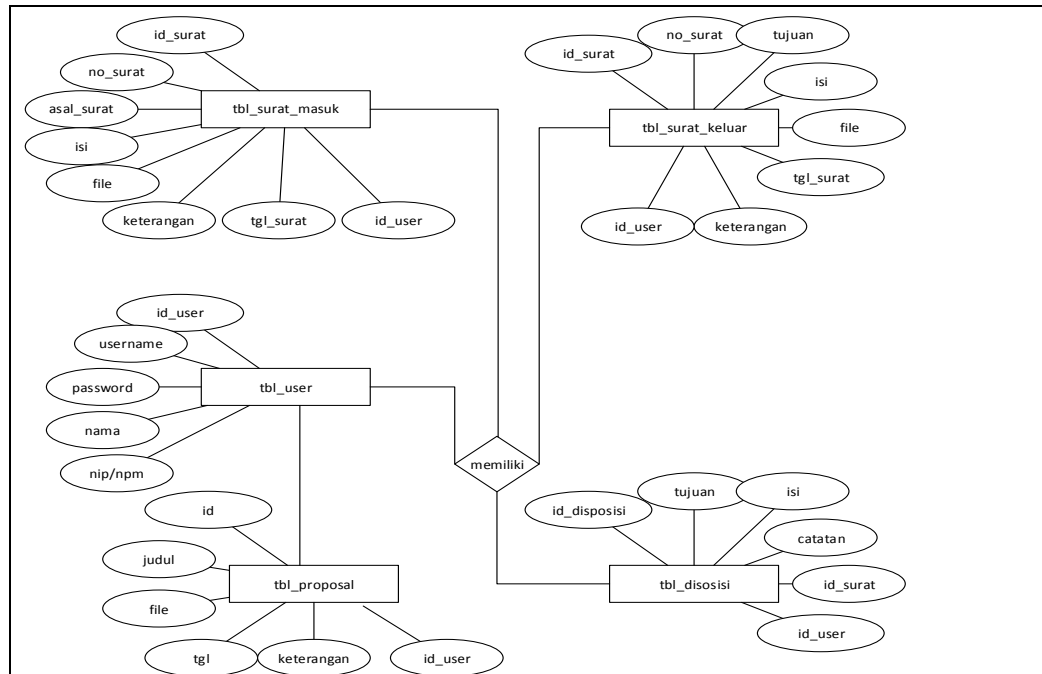 id_surat
no_surat
asal_surat
isi
file
keterangan
tgl_surat
id_user
tbl_surat_masuk
id_surat
no_surat
tujuan
isi
file
tgl_surat
keterangan
id_user
tbl_surat_keluar
id_user
username
password
nama
nip/npm
tbl_user
memiliki
id
judul
file
tgl
keterangan
id_user
tbl_proposal
id_disposisi
tujuan
isi
catatan
id_surat
id_user
tbl_disosisi